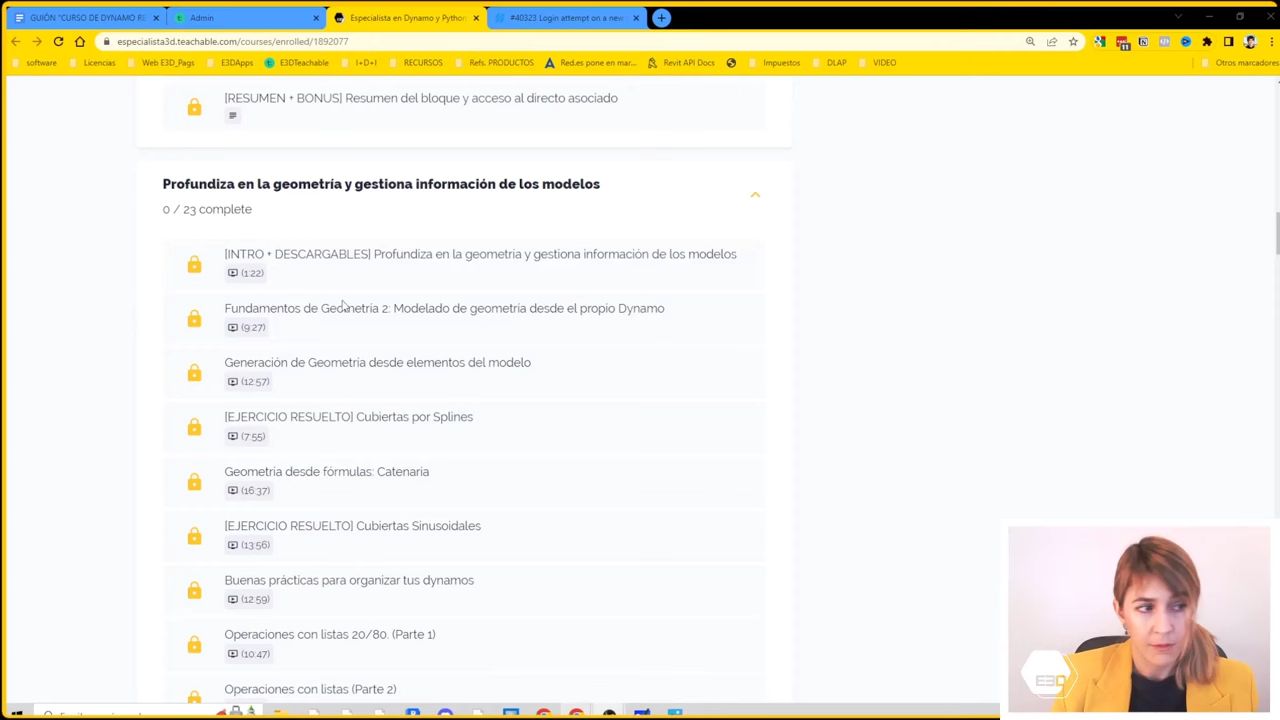 GUIÓN "CURSO DE DYNAMO RE
Admin
Especialista en Dynamo y Python
#40323 Login attempt on a new
especialista3d.teachable.com/courses/enrolled/1892077
11
software
Licencias
Web E3D_Pags
E3DApps
E3DTeachable
I+D+I
RECURSOS
Refs. PRODUCTOS
Red.es pone en mar...
Revit API Docs
Impuestos
DLAP
VIDEO
Otros marcadores
[RESUMEN + BONUS] Resumen del bloque y acceso al directo asociado
Profundiza en la geometría y gestiona información de los modelos
0 / 23 complete
[INTRO + DESCARGABLES] Profundiza en la geometría y gestiona información de los modelos
(1:22)
Fundamentos de Geometría 2: Modelado de geometría desde el propio Dynamo
(9:27)
Generación de Geometría desde elementos del modelo
(12:57)
[EJERCICIO RESUELTO] Cubiertas por Splines
(7:55)
Geometría desde fórmulas: Catenaria
(16:37)
[EJERCICIO RESUELTO] Cubiertas Sinusoidales
(13:56)
Buenas prácticas para organizar tus dynamos
(12:59)
Operaciones con listas 20/80. (Parte 1)
(10:47)
Operaciones con listas (Parte 2)
E3D